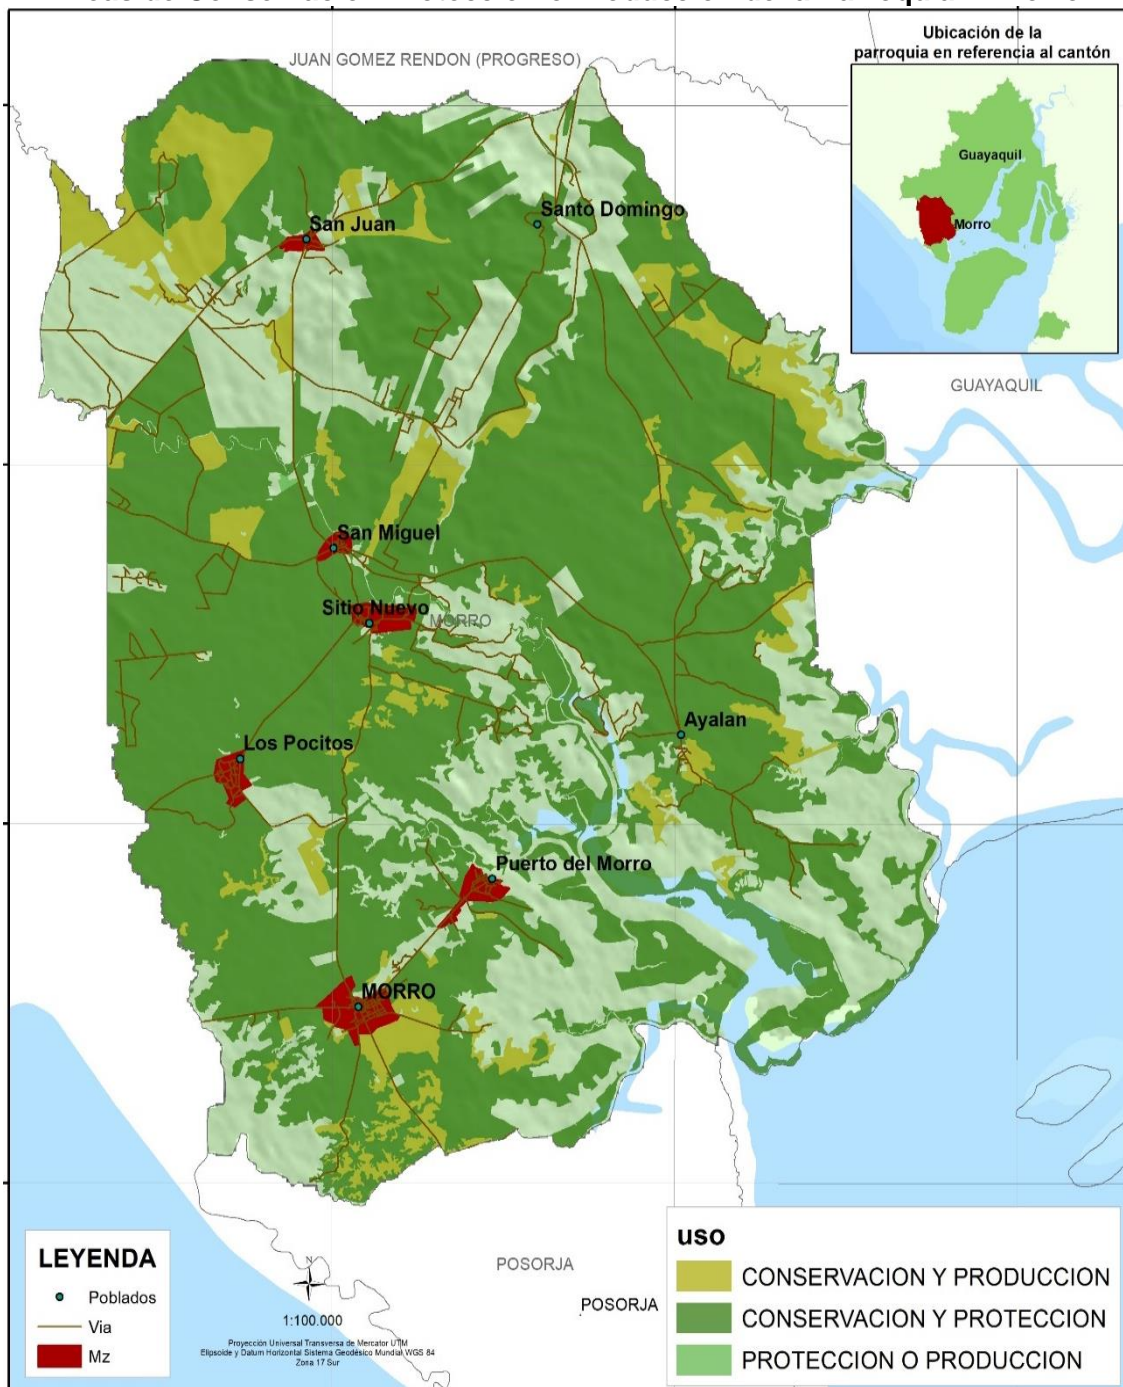 JUAN GOMEZ RENDON (PROGRESO)
Ubicación de la
parroquia en referencia al cantón
Guayaquil
Morro
San Juan
Santo Domingo
GUAYAQUIL
San Miguel
Sitio Nuevo
MORRO
Ayalan
Los Pocitos
Puerto del Morro
MORRO
LEYENDA
Poblados
Via
Mz
N
1:100.000
Proyección Universal Transversa de Mercator UTM
Elipsoide y Datum Horizontal Sistema Geodésico Mundial WGS 84
Zona 17 Sur
POSORJA
POSORJA
uso
CONSERVACION Y PRODUCCION
CONSERVACION Y PROTECCION
PROTECCION O PRODUCCION